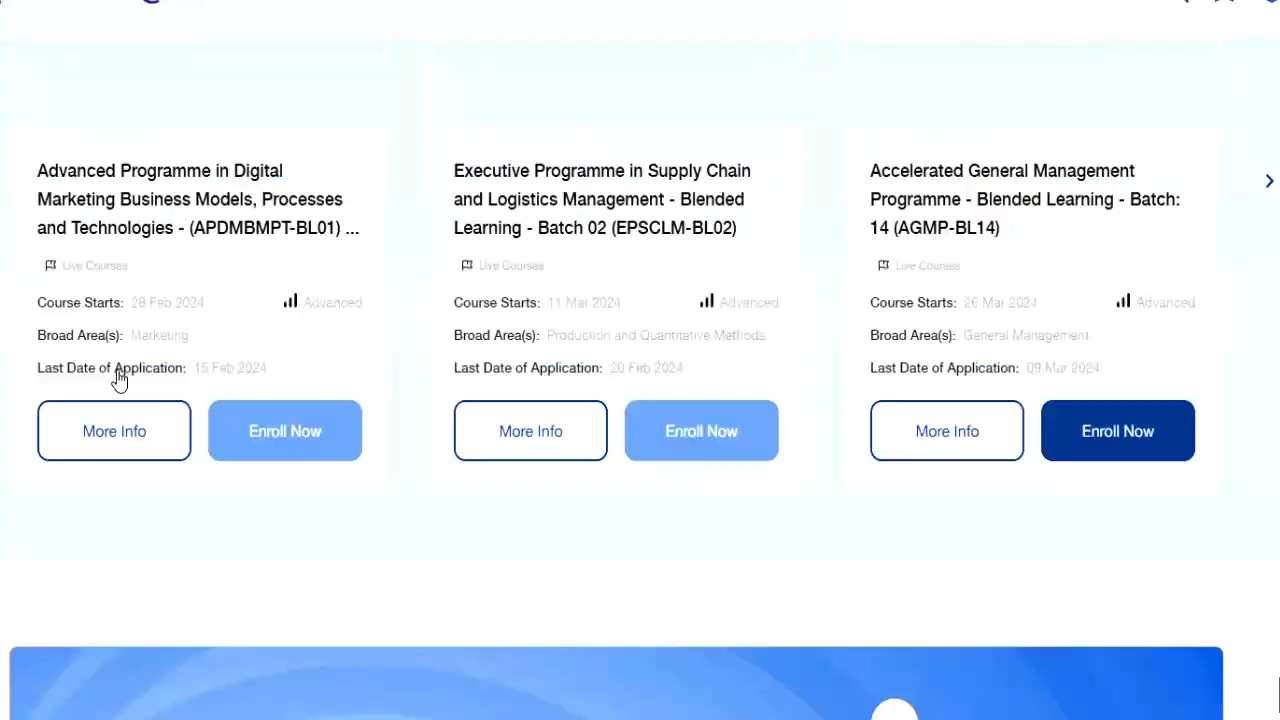 Advanced Programme in Digital
Marketing Business Models, Processes
and Technologies - (APDMBMPT-BL01) ...
Live Courses
Course Starts: 28 Feb 2024
Advanced
Broad Area(s): Marketing
Last Date of Application: 15 Feb 2024
More Info
Enroll Now
Executive Programme in Supply Chain
and Logistics Management - Blended
Learning - Batch 02 (EPSCLM-BL02)
Live Courses
Course Starts: 11 Mar 2024
Advanced
Broad Area(s): Production and Quantitative Methods
Last Date of Application: 20 Feb 2024
More Info
Enroll Now
Accelerated General Management
Programme - Blended Learning - Batch:
14 (AGMP-BL14)
Live Courses
Course Starts: 26 Mar 2024
Advanced
Broad Area(s): General Management
Last Date of Application: 09 Mar 2024
More Info
Enroll Now